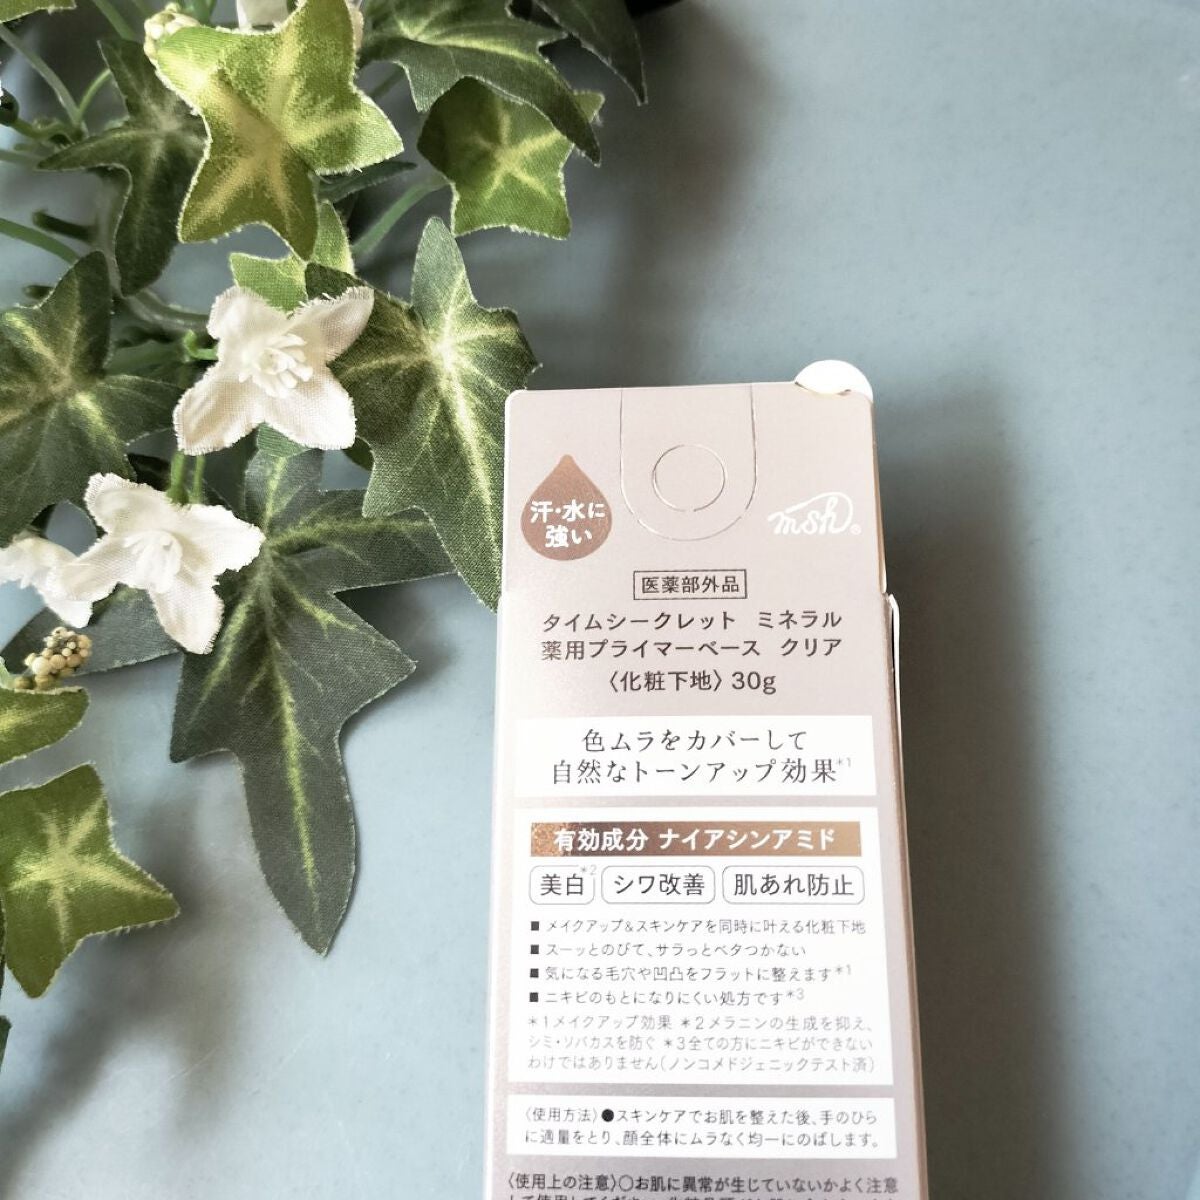 汗・水に
強い
msh®
医薬部外品
タイムシークレット ミネラル
薬用プライマーベース クリア
〈化粧下地〉30g
色ムラをカバーして
自然なトーンアップ効果*1
有効成分 ナイアシンアミド
美白*2 シワ改善 肌あれ防止
■ メイクアップ&スキンケアを同時に叶える化粧下地
■ スーッとのびて、サラっとベタつかない
■ 気になる毛穴や凹凸をフラットに整えます*1
■ ニキビのもとになりにくい処方です*3
*1メイクアップ効果 *2メラニンの生成を抑え、
シミ・ソバカスを防ぐ *3全ての方にニキビができない
わけではありません(ノンコメドジェニックテスト済)
〈使用方法〉●スキンケアでお肌を整えた後、手のひら
に適量をとり、顔全体にムラなく均一にのばします。
〈使用上の注意〉○お肌に異常が生じていないかよく注意